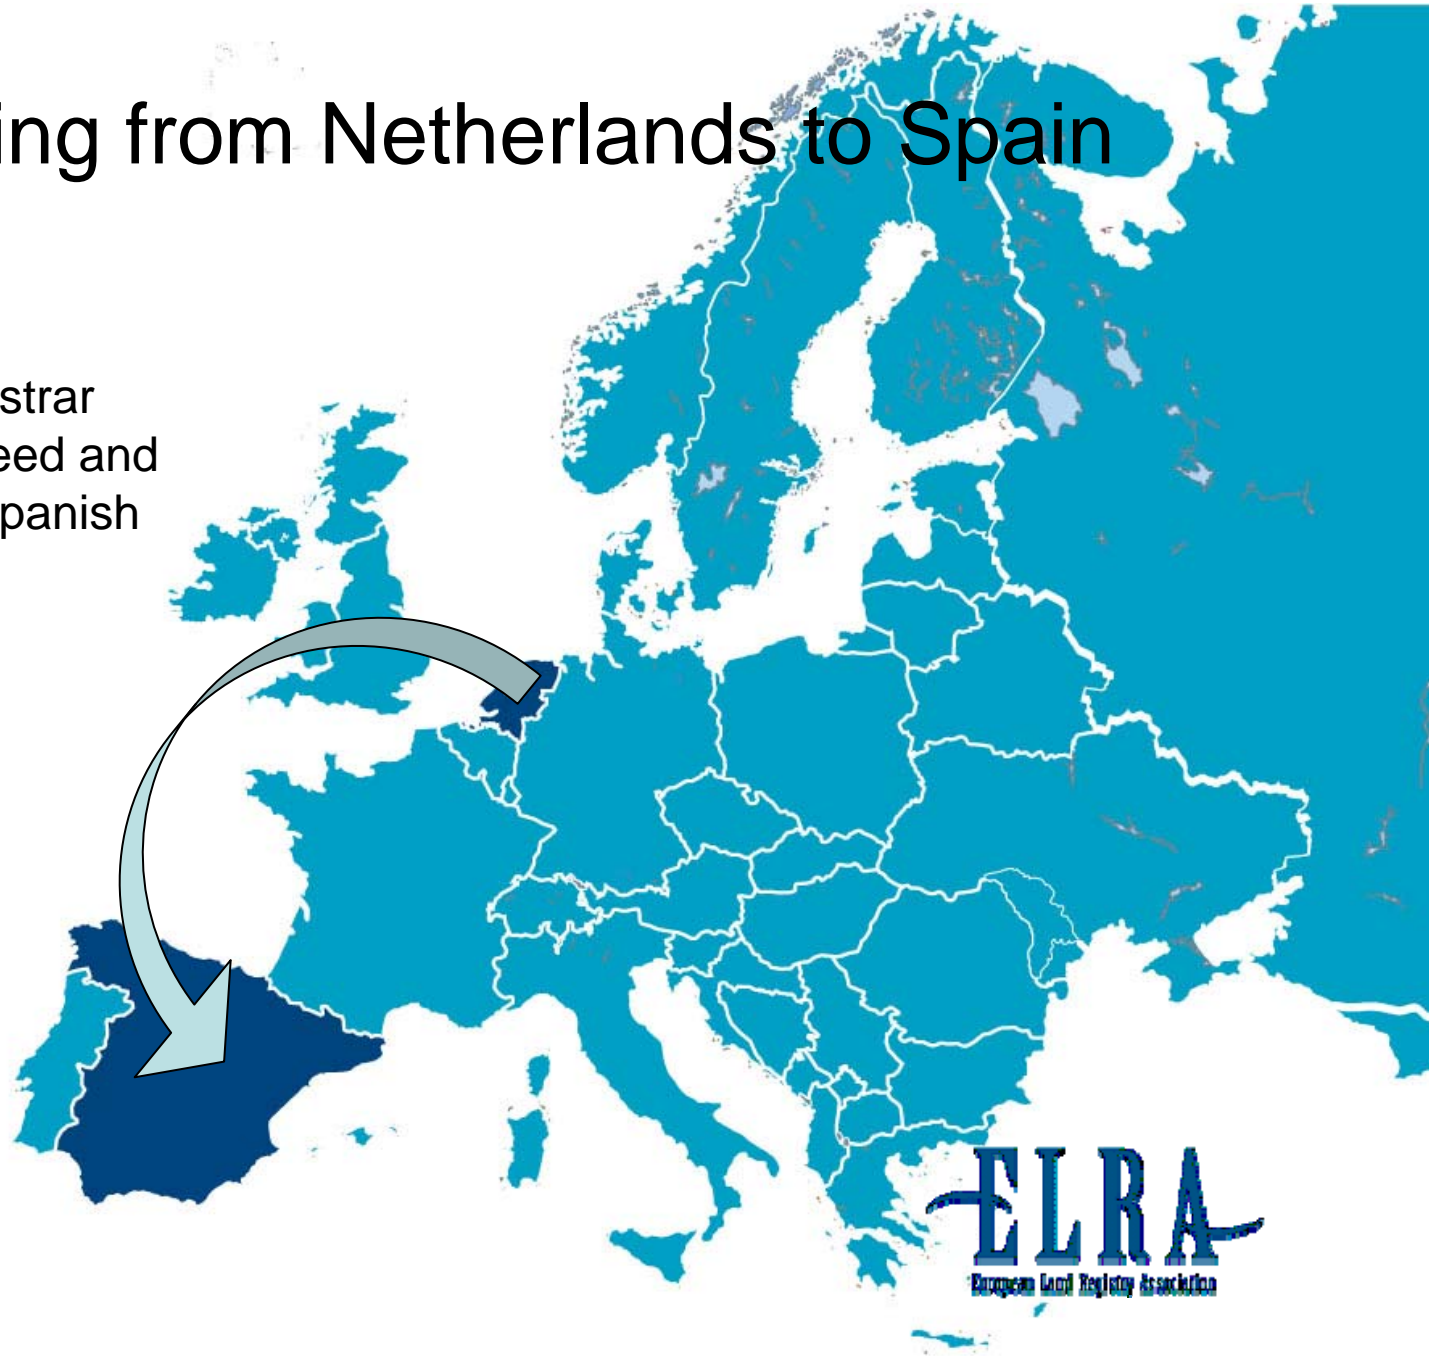 ing from Netherlands to Spain
strar
eed and
panish
ELRA
European Land Registry Association